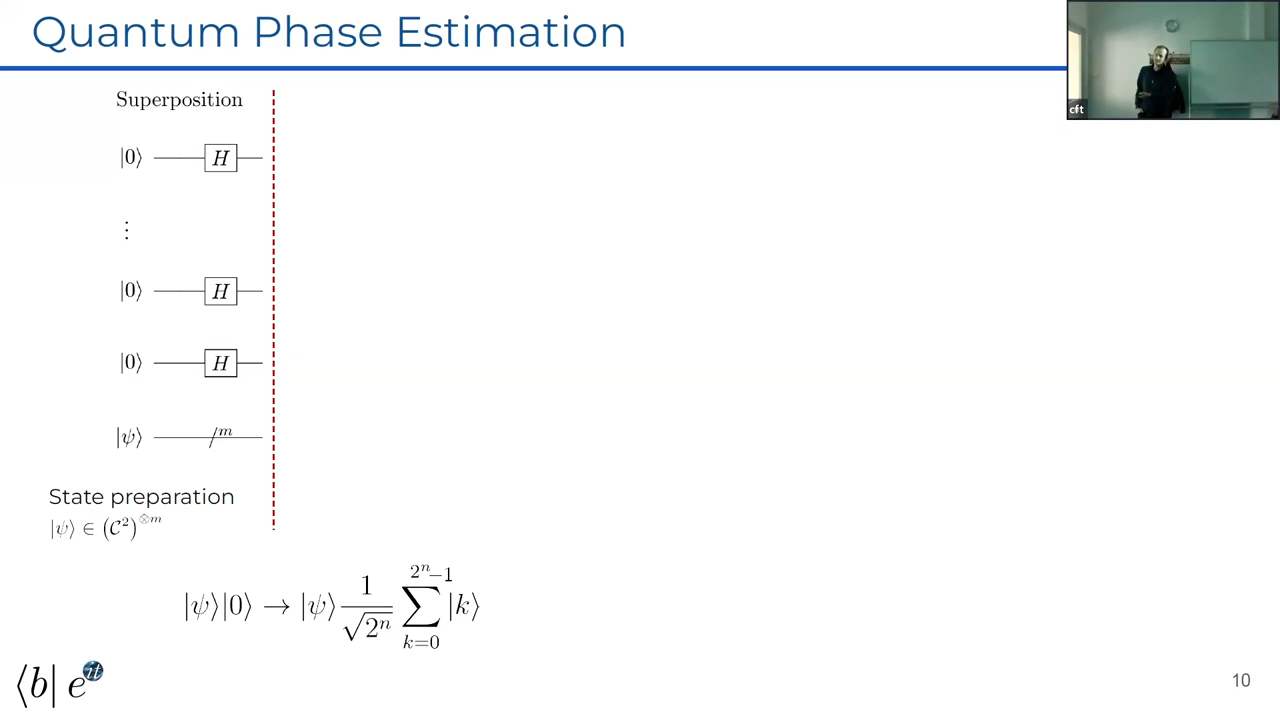 Quantum Phase Estimation
cft
Superposition
|0⟩ H
⋮
|0⟩ H
|0⟩ H
|ψ⟩ /m
State preparation
|ψ⟩ ∈ (𝒞²)^⊗m
|ψ⟩|0⟩ → |ψ⟩ 1/√2ⁿ ∑_{k=0}^{2ⁿ−1} |k⟩
⟨b| e^it
10